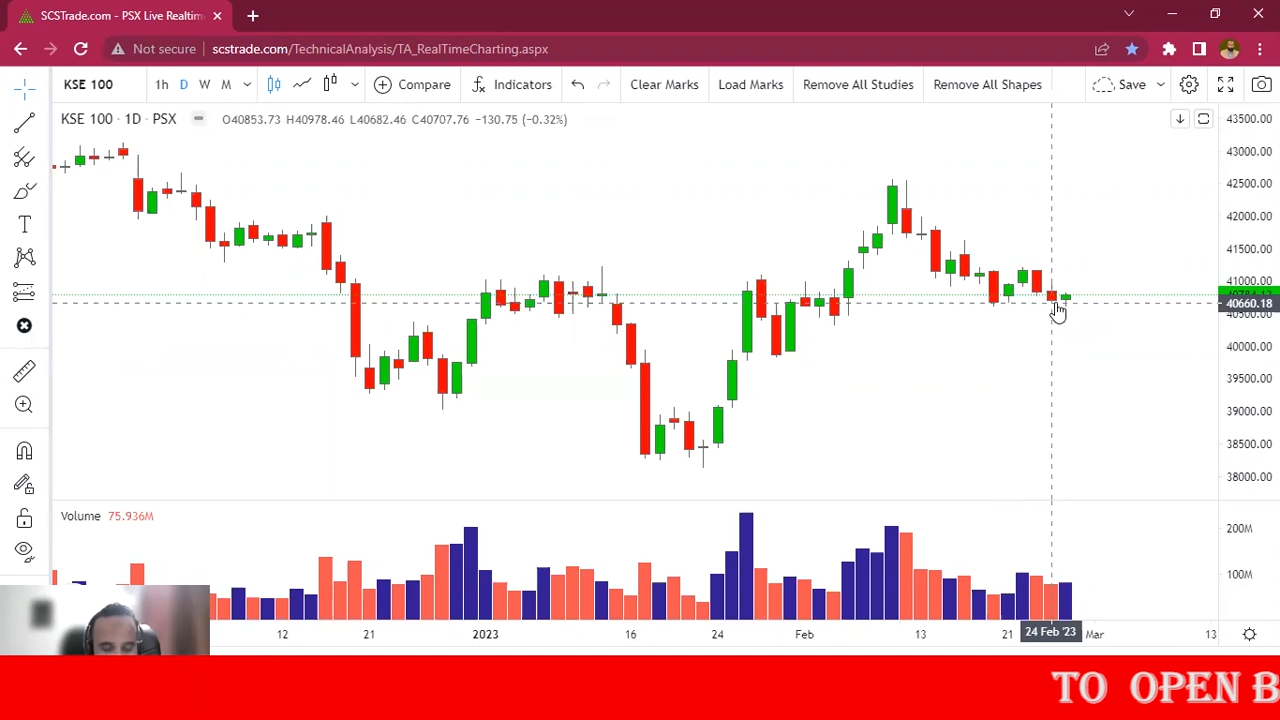 SCSTrade.com - PSX Live Realtim
Not secure scstrade.com/TechnicalAnalysis/TA_RealTimeCharting.aspx
KSE 100 1h D W M Compare Indicators Clear Marks Load Marks Remove All Studies Remove All Shapes Save
KSE 100 · 1D · PSX O40853.73 H40978.46 L40682.46 C40707.76 −130.75 (−0.32%)
43500.00
43000.00
42500.00
42000.00
41500.00
41000.00
40660.18
40500.00
40000.00
39500.00
39000.00
38500.00
38000.00
Volume 75.936M
200M
100M
12 21 2023 16 24 Feb 13 21 24 Feb '23 Mar 13
TO OPEN B